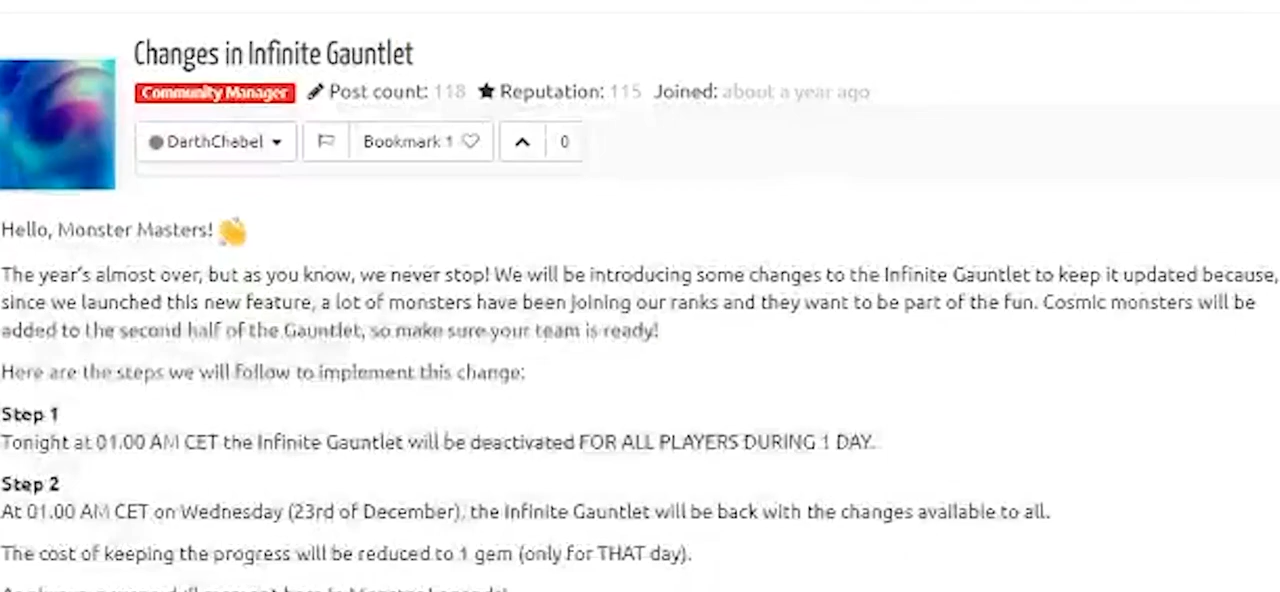 Changes in Infinite Gauntlet
Community Manager Post count: 118 Reputation: 115 Joined: about a year ago
DarthChabel Bookmark 1 0
Hello, Monster Masters!
The year's almost over, but as you know, we never stop! We will be introducing some changes to the Infinite Gauntlet to keep it updated because,
since we launched this new feature, a lot of monsters have been joining our ranks and they want to be part of the fun. Cosmic monsters will be
added to the second half of the Gauntlet, so make sure your team is ready!
Here are the steps we will follow to implement this change:
Step 1
Tonight at 01.00 AM CET the Infinite Gauntlet will be deactivated FOR ALL PLAYERS DURING 1 DAY.
Step 2
At 01.00 AM CET on Wednesday (23rd of December), the Infinite Gauntlet will be back with the changes available to all.
The cost of keeping the progress will be reduced to 1 gem (only for THAT day).